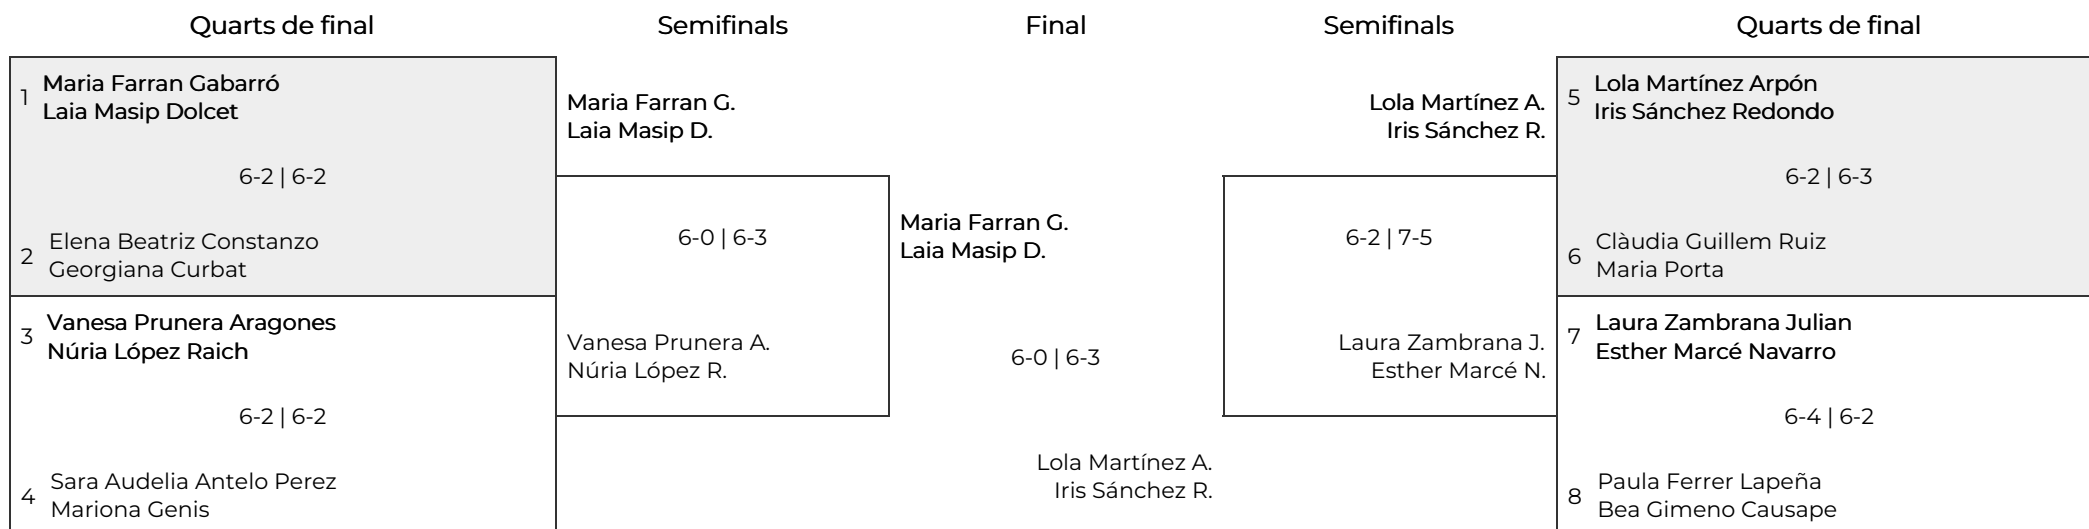 Quarts de final
Semifinals
Final
Semifinals
Quarts de final
1
Maria Farran Gabarró
Laia Masip Dolcet
6-2 | 6-2
2
Elena Beatriz Constanzo
Georgiana Curbat
3
Vanesa Prunera Aragones
Núria López Raich
6-2 | 6-2
4
Sara Audelia Antelo Perez
Mariona Genis
Maria Farran G.
Laia Masip D.
6-0 | 6-3
Vanesa Prunera A.
Núria López R.
Maria Farran G.
Laia Masip D.
6-0 | 6-3
Lola Martínez A.
Iris Sánchez R.
Lola Martínez A.
Iris Sánchez R.
6-2 | 7-5
Laura Zambrana J.
Esther Marcé N.
5
Lola Martínez Arpón
Iris Sánchez Redondo
6-2 | 6-3
6
Clàudia Guillem Ruiz
Maria Porta
7
Laura Zambrana Julian
Esther Marcé Navarro
6-4 | 6-2
8
Paula Ferrer Lapeña
Bea Gimeno Causape